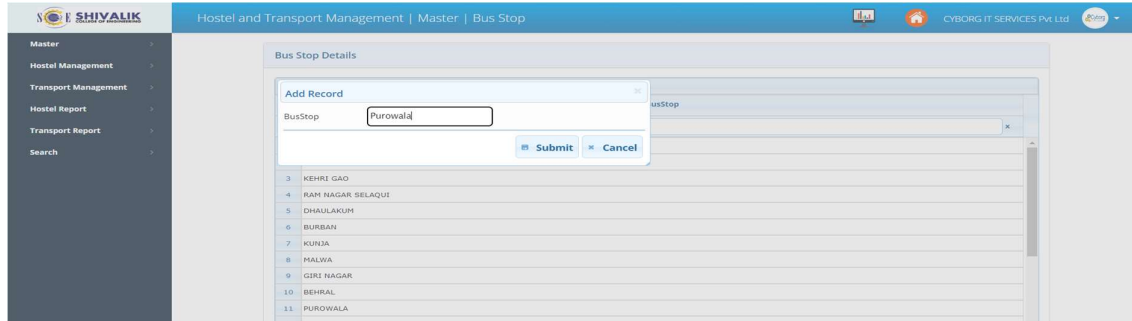 SHIVALIK
COLLEGE OF ENGINEERING
Hostel and Transport Management | Master | Bus Stop
CYBORG IT SERVICES Pvt Ltd
Master
Hostel Management
Transport Management
Hostel Report
Transport Report
Search
Bus Stop Details
Add Record
BusStop Purowala
Submit Cancel
usStop
3 KEHRI GAO
4 RAM NAGAR SELAQUI
5 DHAULAKUM
6 BURBAN
7 KUNJA
8 MALWA
9 GIRI NAGAR
10 BEHRAL
11 PUROWALA